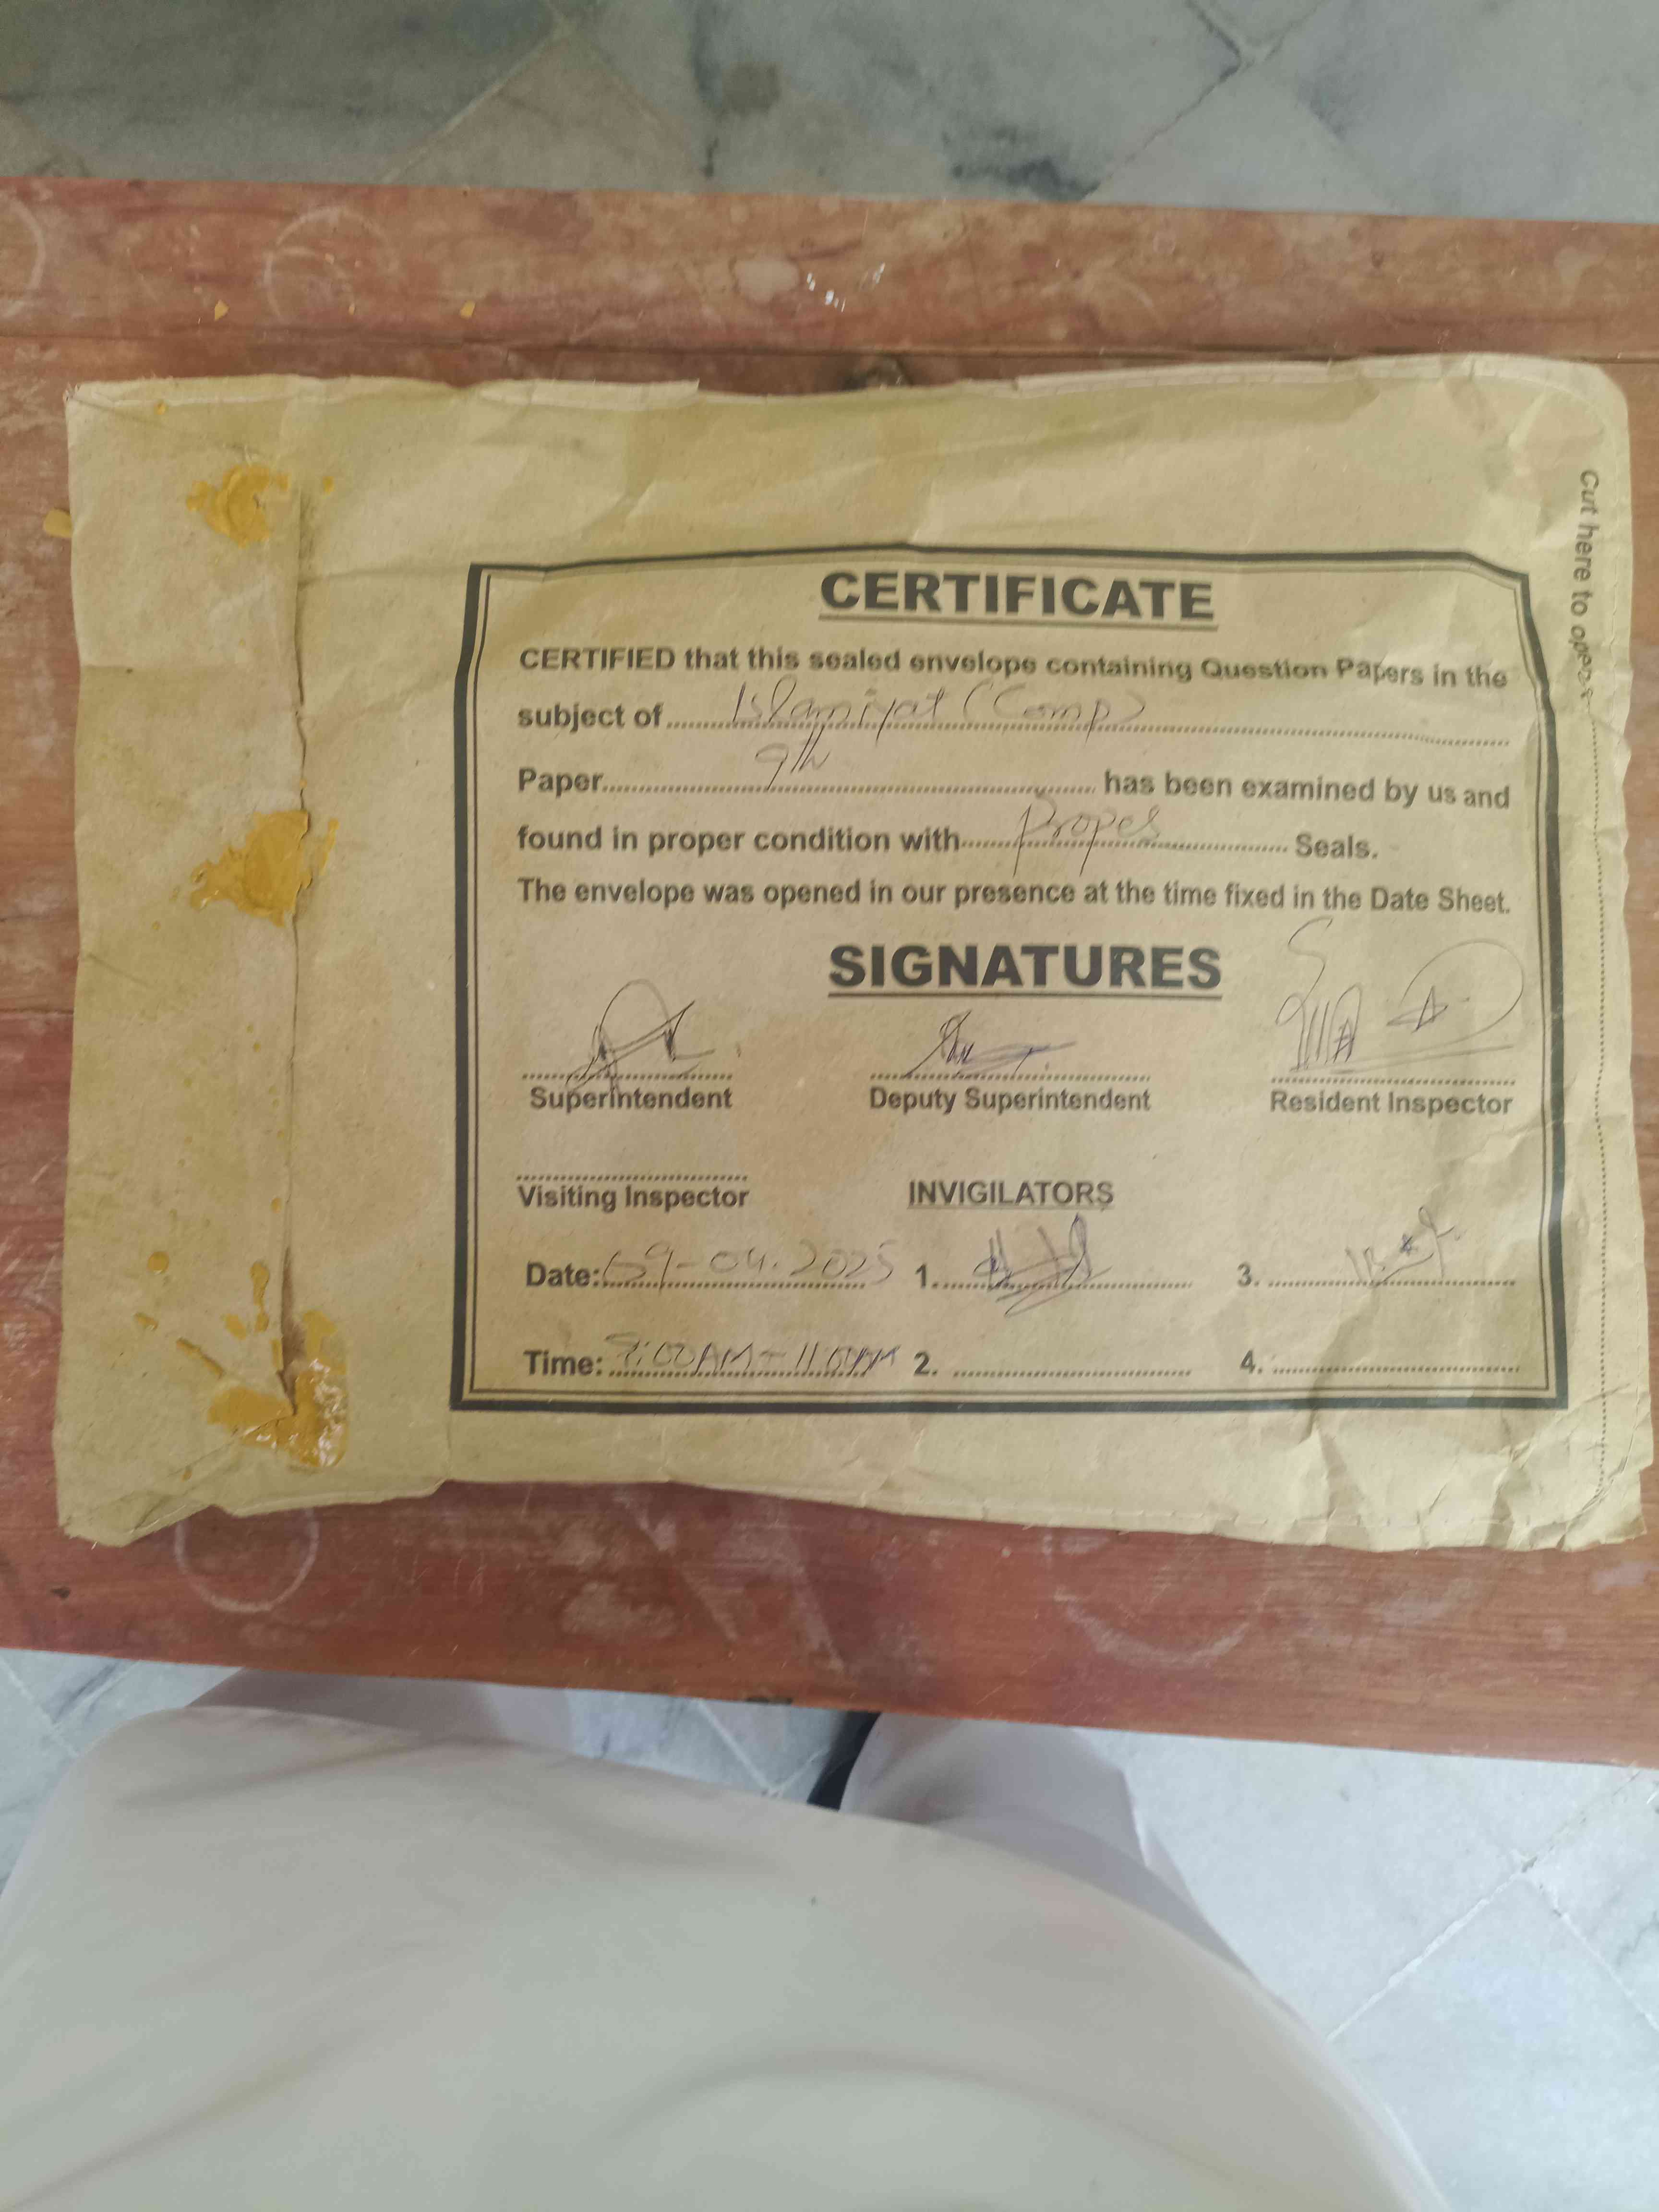 Cut here to open
CERTIFICATE
CERTIFIED that this sealed envelope containing Question Papers in the
subject of Islamiyat (Comp)
Paper 9th has been examined by us and
found in proper condition with Proper Seals.
The envelope was opened in our presence at the time fixed in the Date Sheet.
SIGNATURES
Superintendent Deputy Superintendent Resident Inspector
Visiting Inspector INVIGILATORS
Date: 09-04.2025 1. 3.
Time: 8:00AM - 11:00AM 2. 4.